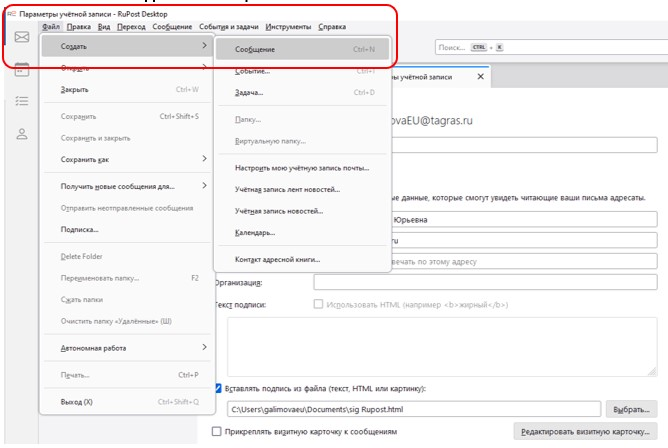 Параметры учётной записи - RuPost Desktop
Файл Правка Вид Переход Сообщение События и задачи Инструменты Справка
Создать
Сообщение Ctrl+N
Поиск... CTRL + K
Открыть
Событие... Ctrl+I
ры учётной записи
Закрыть Ctrl+W
Задача... Ctrl+D
Сохранить Ctrl+Shift+S
Папку...
ovaEU@tagras.ru
Сохранить и закрыть
Виртуальную папку...
Сохранить как
Настроить мою учётную запись почты...
Получить новые сообщения для...
Учётная запись лент новостей...
ые данные, которые смогут увидеть читающие ваши письма адресаты.
Отправить неотправленные сообщения
Учётная запись новостей...
Юрьевна
Подписка...
Календарь...
ru
Delete Folder
Контакт адресной книги...
вечать по этому адресу
Переименовать папку... F2
Организация:
Сжать папки
Текст подписи: Использовать HTML (например <b>жирный</b>)
Очистить папку «Удалённые» (Ш)
Автономная работа
Печать... Ctrl+P
Вставлять подпись из файла (текст, HTML или картинку):
Выход (X) Ctrl+Shift+Q
C:\Users\galimovaeu\Documents\sig Rupost.html Выбрать...
Прикреплять визитную карточку к сообщениям Редактировать визитную карточку...